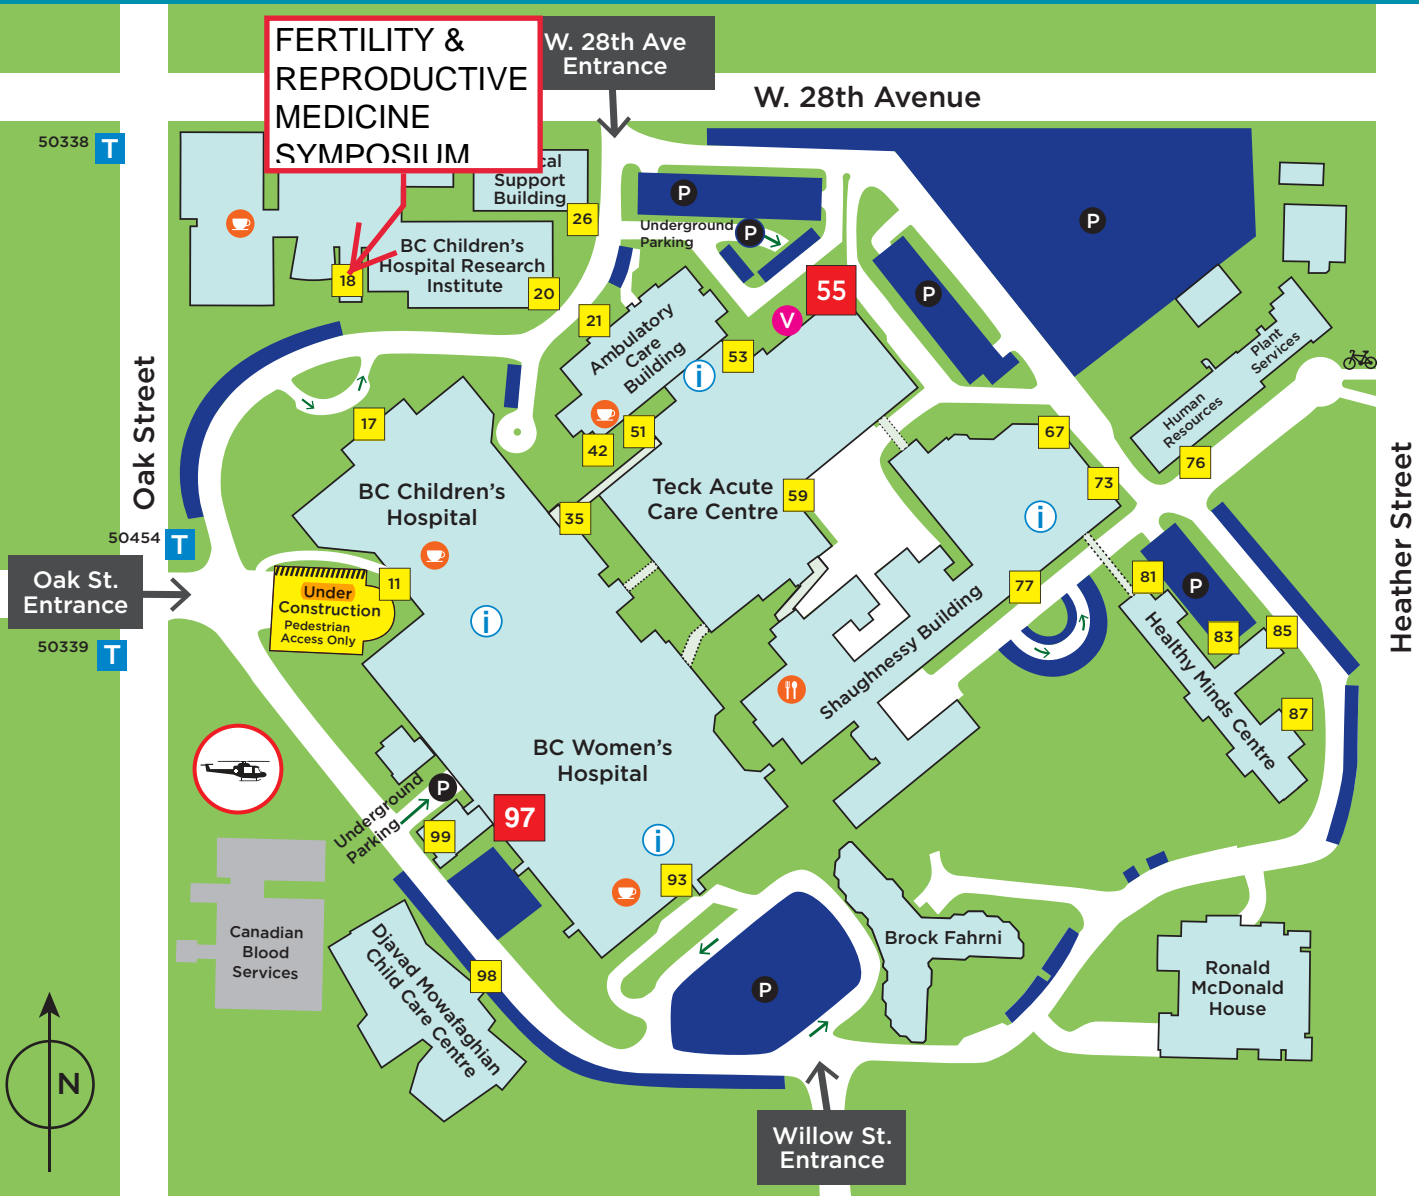 FERTILITY &
REPRODUCTIVE
MEDICINE
SYMPOSIUM
W. 28th Ave
Entrance
W. 28th Avenue
50338
T
Support
Building
26
P
Underground
Parking
P
P
BC Children's
Hospital Research
Institute
18
20
55
P
V
21
Ambulatory
Care
Building
53
i
Plant
Services
Human
Resources
76
17
51
42
67
73
Oak Street
Heather Street
BC Children's
Hospital
Teck Acute
Care Centre
59
35
i
50454
T
Oak St.
Entrance
11
Under
Construction
Pedestrian
Access Only
i
50339
T
77
81
P
83
85
87
Healthy Minds Centre
Shaughnessy Building
BC Women's
Hospital
Underground
Parking
P
97
99
i
93
Canadian
Blood
Services
Djavad Mowafaghian
Child Care Centre
98
P
Brock Fahrni
Ronald
McDonald
House
N
Willow St.
Entrance